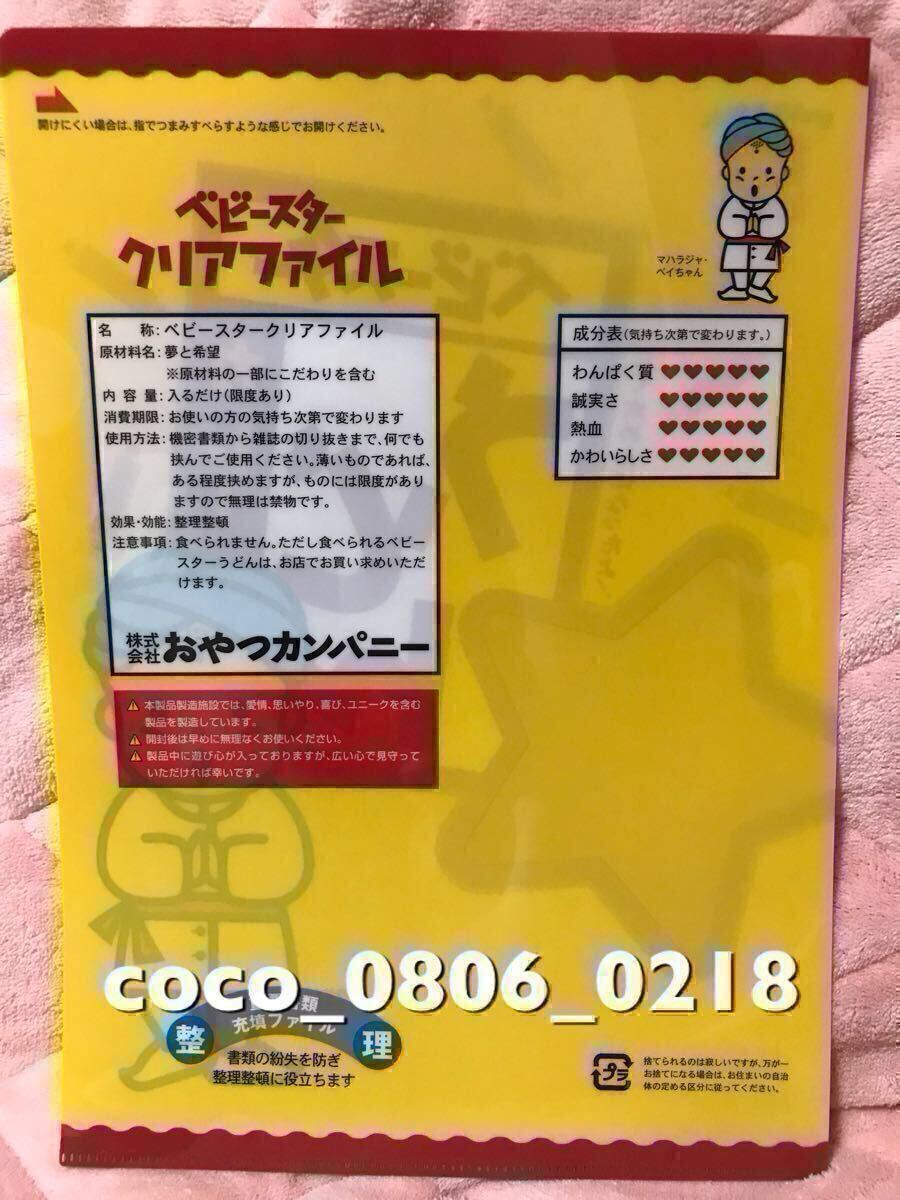 開けにくい場合は、指でつまみすべらすような感じでお開けください。
マハラジャ・
ベイちゃん
ベビースター
クリアファイル
名　　称:ベビースタークリアファイル
原材料名:夢と希望
※原材料の一部にこだわりを含む
内 容 量:入るだけ(限度あり)
消費期限:お使いの方の気持ち次第で変わります
使用方法:機密書類から雑誌の切り抜きまで、何でも
挟んでご使用ください。薄いものであれば、
ある程度挟めますが、ものには限度があり
ますので無理は禁物です。
効果・効能:整理整頓
注意事項:食べられません。ただし食べられるベビー
スターうどんは、お店でお買い求めいただ
けます。
株式
会社おやつカンパニー
成分表(気持ち次第で変わります。)
わんぱく質♥♥♥♥♥
誠実さ♥♥♥♥♥
熱血♥♥♥♥♥
かわいらしさ♥♥♥♥♥
⚠本製品製造施設では、愛情、思いやり、喜び、ユニークを含む
製品を製造しています。
⚠開封後は早めに無理なくお使いください。
⚠製品中に遊び心が入っておりますが、広い心で見守って
いただければ幸いです。
coco_0806_0218
類
充填ファイル
整 理
書類の紛失を防ぎ
整理整頓に役立ちます
プラ
捨てられるのは寂しいですが、万が一
お捨てになる場合は、お住まいの自治
体の定める区分に従ってください。